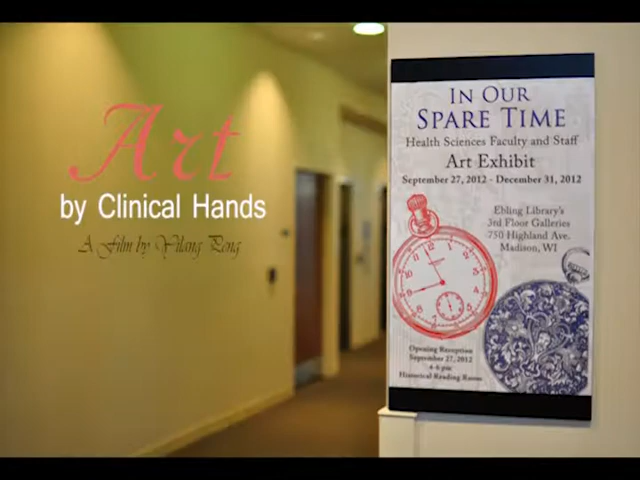 Art
by Clinical Hands
A Film by Yilang Peng
IN OUR
SPARE TIME
Health Sciences Faculty and Staff
Art Exhibit
September 27, 2012 - December 31, 2012
Ebling Library's
3rd Floor Galleries
750 Highland Ave.
Madison, WI
Opening Reception
September 27, 2012
4-6 pm
Historical Reading Room